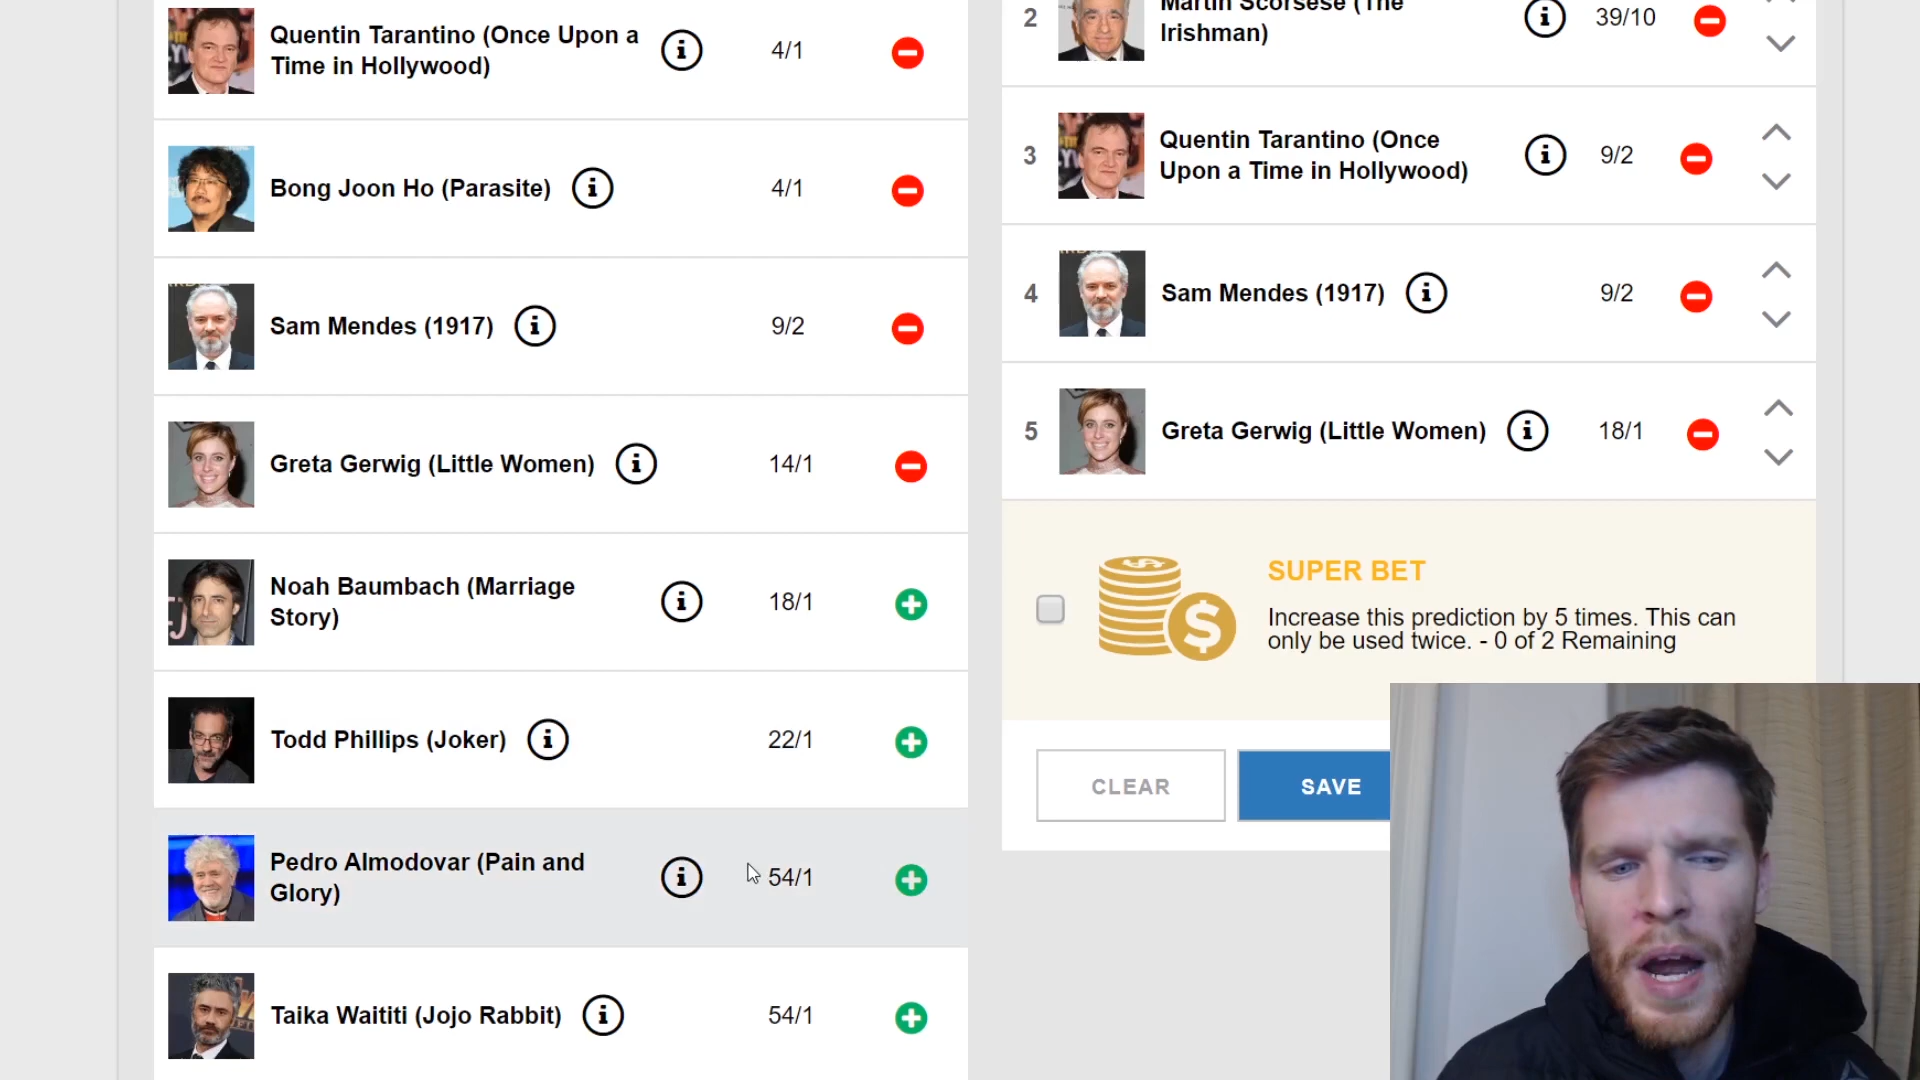 Quentin Tarantino (Once Upon a
Time in Hollywood)
4/1
Bong Joon Ho (Parasite)
4/1
Sam Mendes (1917)
9/2
Greta Gerwig (Little Women)
14/1
Noah Baumbach (Marriage
Story)
18/1
Todd Phillips (Joker)
22/1
Pedro Almodovar (Pain and
Glory)
54/1
Taika Waititi (Jojo Rabbit)
54/1
2
Martin Scorsese (The
Irishman)
39/10
3
Quentin Tarantino (Once
Upon a Time in Hollywood)
9/2
4
Sam Mendes (1917)
9/2
5
Greta Gerwig (Little Women)
18/1
SUPER BET
Increase this prediction by 5 times. This can
only be used twice. - 0 of 2 Remaining
CLEAR
SAVE